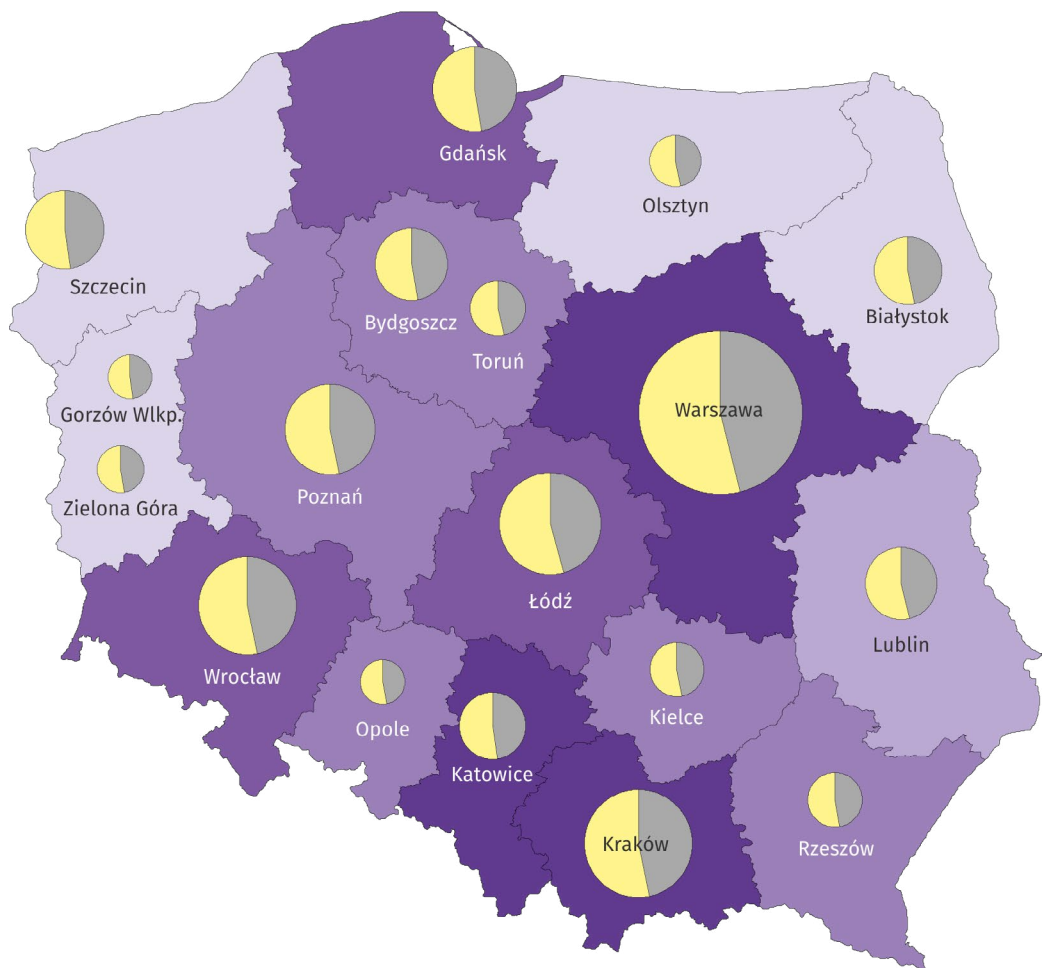 Gdańsk
Olsztyn
Szczecin
Białystok
Bydgoszcz
Toruń
Gorzów Wlkp.
Warszawa
Zielona Góra
Poznań
Łódź
Lublin
Wrocław
Opole
Kielce
Katowice
Kraków
Rzeszów